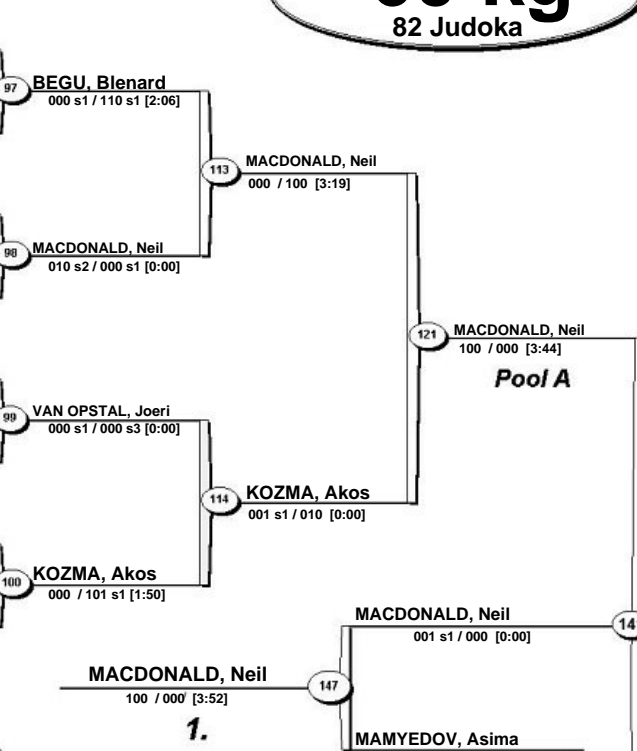 82 Judoka
97
BEGU, Blenard
000 s1 / 110 s1 [2:06]
113
MACDONALD, Neil
000 / 100 [3:19]
98
MACDONALD, Neil
010 s2 / 000 s1 [0:00]
121
MACDONALD, Neil
100 / 000 [3:44]
Pool A
99
VAN OPSTAL, Joeri
000 s1 / 000 s3 [0:00]
114
KOZMA, Akos
001 s1 / 010 [0:00]
100
KOZMA, Akos
000 / 101 s1 [1:50]
MACDONALD, Neil
001 s1 / 000 [0:00]
MACDONALD, Neil
100 / 000 [3:52]
147
1.
MAMYEDOV, Asima